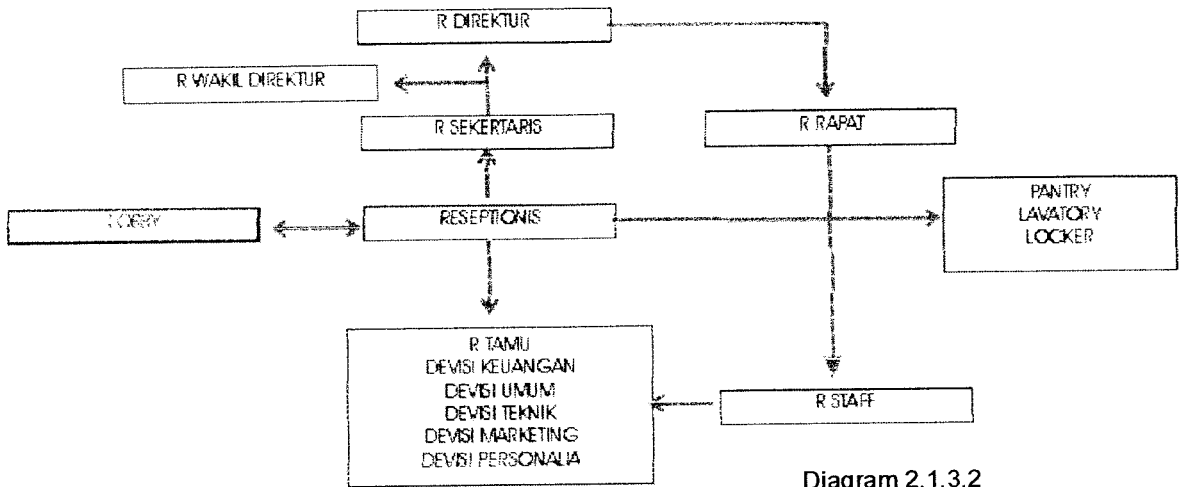 R DIREKTUR
R WAKIL DIREKTUR
R SEKERTARIS
R RAPAT
LOBBY
RESEPTIONIS
PANTRY
LAVATORY
LOCKER
R TAMU
DEVISI KEUANGAN
DEVISI UMUM
DEVISI TEKNIK
DEVISI MARKETING
DEVISI PERSONALIA
R STAFF
Diagram 2.1.3.2